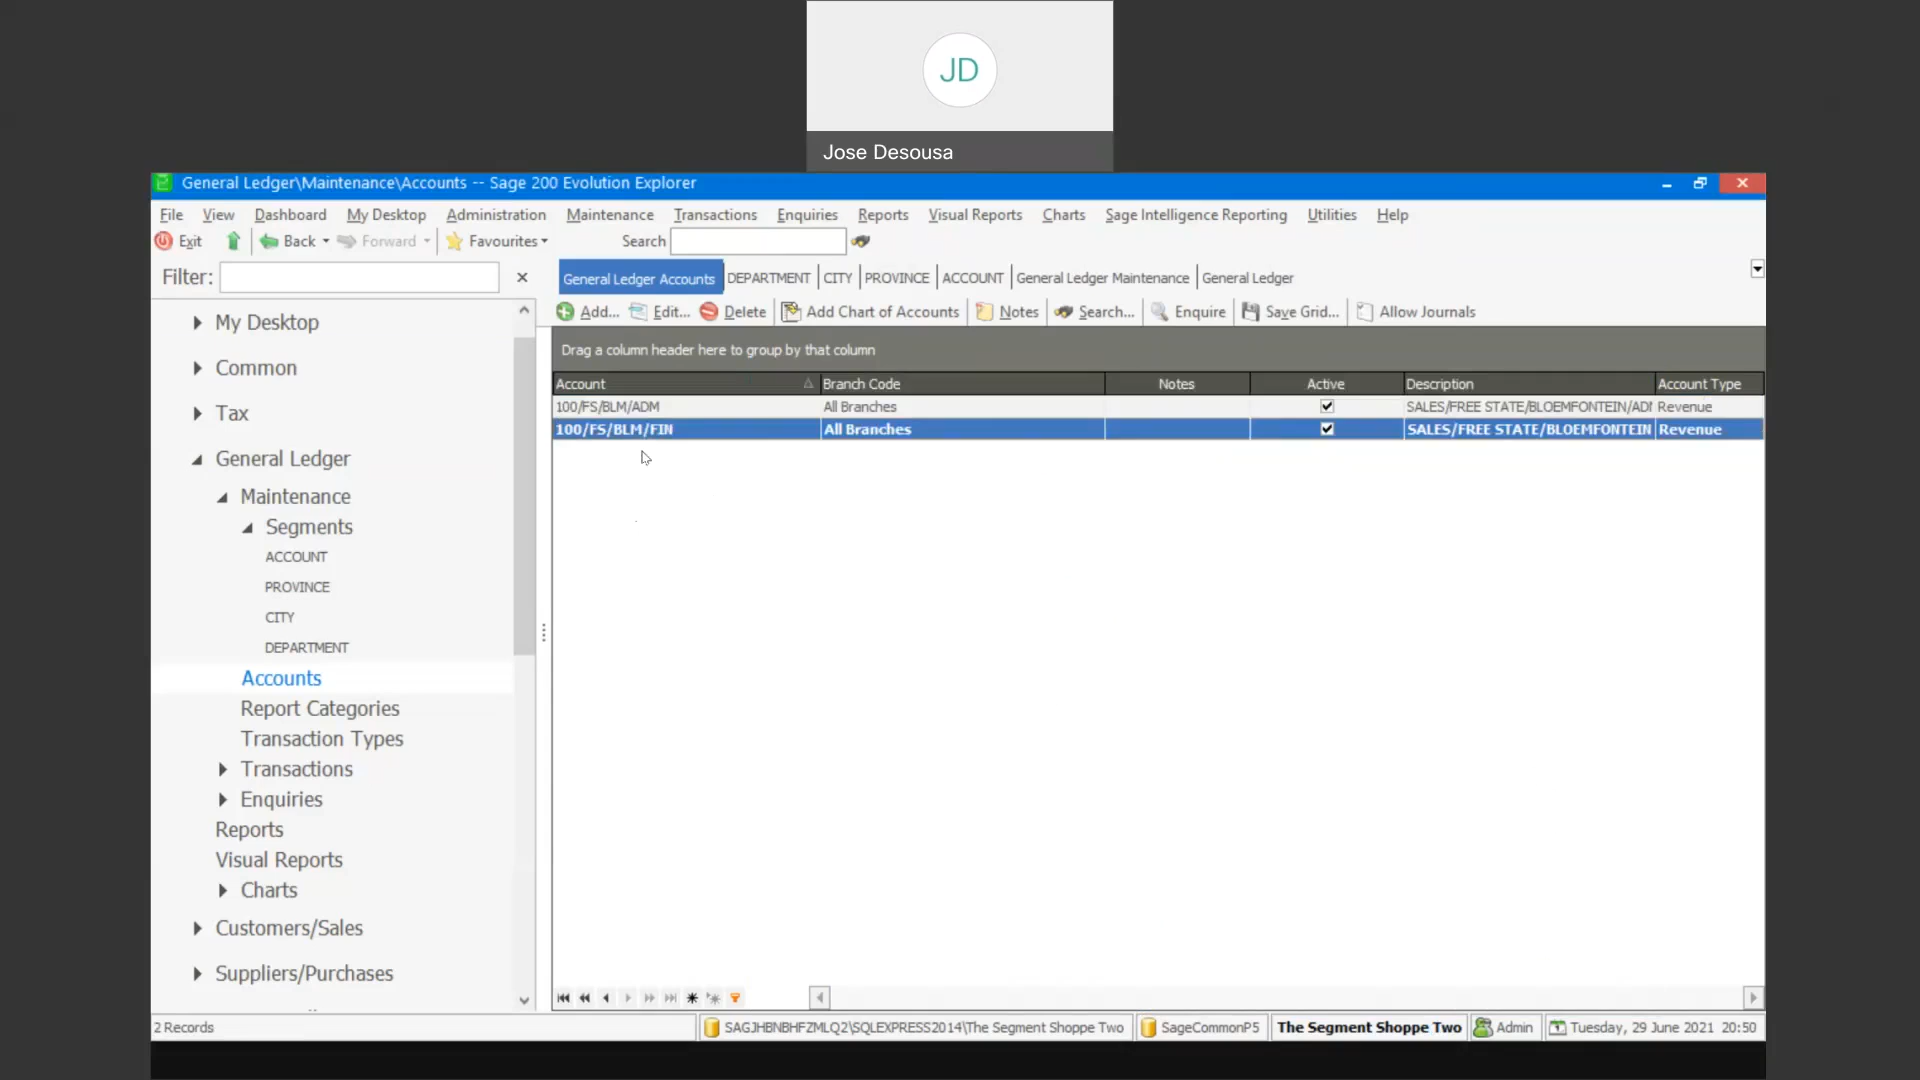 JD
Jose Desousa
General Ledger\Maintenance\Accounts -- Sage 200 Evolution Explorer
File View Dashboard My Desktop Administration Maintenance Transactions Enquiries Reports Visual Reports Charts Sage Intelligence Reporting Utilities Help
Exit Back Forward Favourites Search
Filter:
General Ledger Accounts DEPARTMENT CITY PROVINCE ACCOUNT General Ledger Maintenance General Ledger
Add... Edit... Delete Add Chart of Accounts Notes Search... Enquire Save Grid... Allow Journals
Drag a column header here to group by that column
Account Branch Code Notes Active Description Account Type
100/FS/BLM/ADM All Branches SALES/FREE STATE/BLOEMFONTEIN/ADM Revenue
100/FS/BLM/FIN All Branches SALES/FREE STATE/BLOEMFONTEIN Revenue
My Desktop
Common
Tax
General Ledger
Maintenance
Segments
ACCOUNT
PROVINCE
CITY
DEPARTMENT
Accounts
Report Categories
Transaction Types
Transactions
Enquiries
Reports
Visual Reports
Charts
Customers/Sales
Suppliers/Purchases
2 Records SAGJHBNBHFZMLQ2\SQLEXPRESS2014\The Segment Shoppe Two SageCommonP5 The Segment Shoppe Two Admin Tuesday, 29 June 2021 20:50